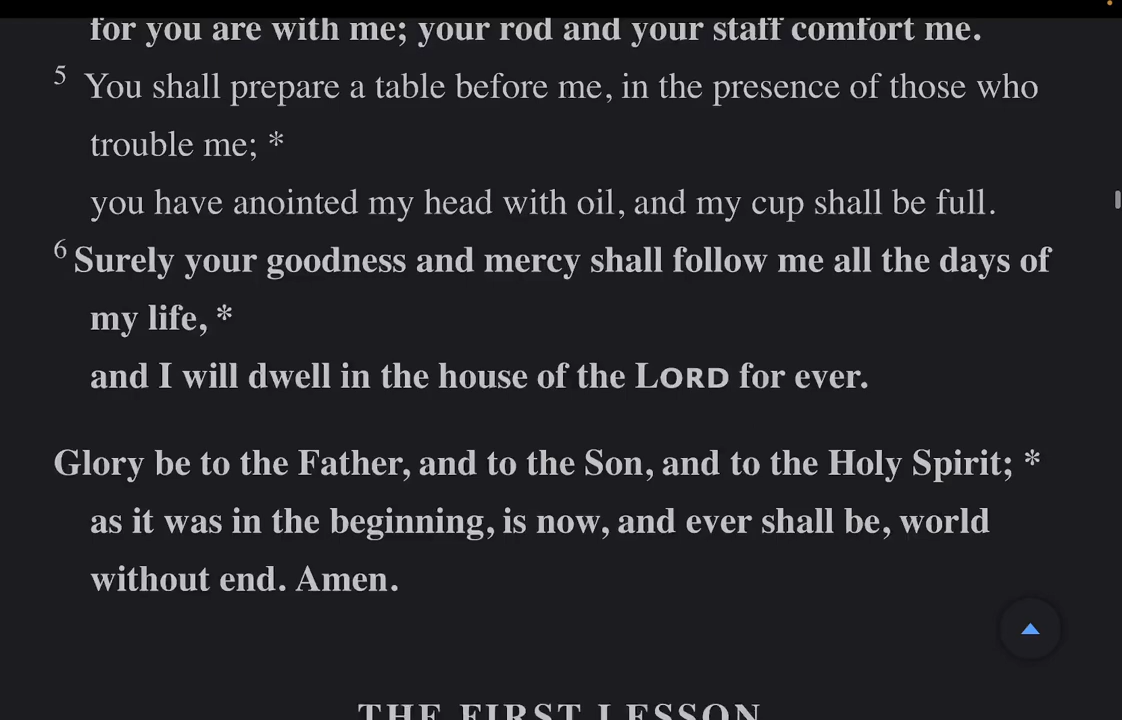 for you are with me; your rod and your staff comfort me.
5 You shall prepare a table before me, in the presence of those who
trouble me; *
you have anointed my head with oil, and my cup shall be full.
6 Surely your goodness and mercy shall follow me all the days of
my life, *
and I will dwell in the house of the LORD for ever.
Glory be to the Father, and to the Son, and to the Holy Spirit; *
as it was in the beginning, is now, and ever shall be, world
without end. Amen.
THE FIRST LESSON